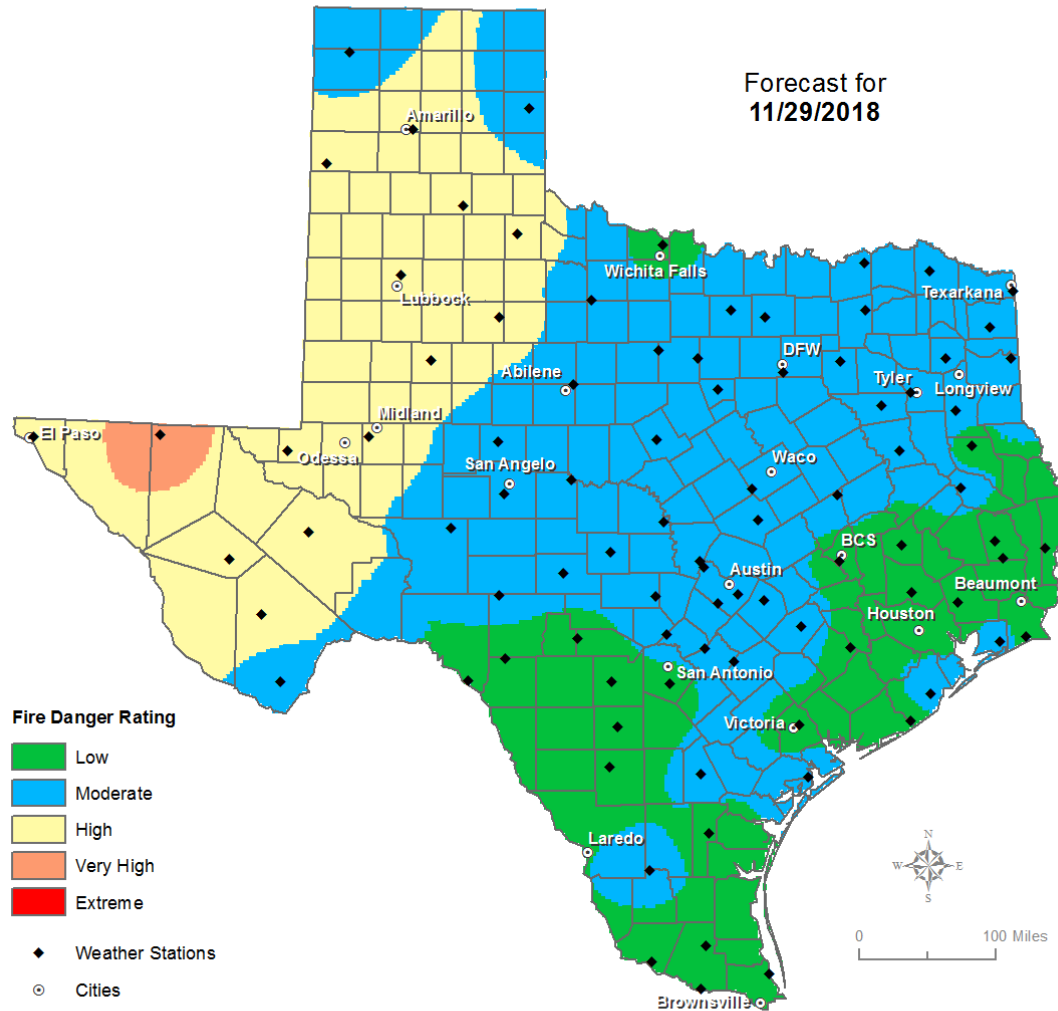 Forecast for
11/29/2018
Amarillo
Wichita Falls
Lubbock
Texarkana
DFW
Abilene
Tyler
Longview
Midland
El Paso
Odessa
San Angelo
Waco
BCS
Austin
Beaumont
Houston
San Antonio
Victoria
Laredo
Brownsville
Fire Danger Rating
Low
Moderate
High
Very High
Extreme
Weather Stations
Cities
N
W
E
S
0 100 Miles